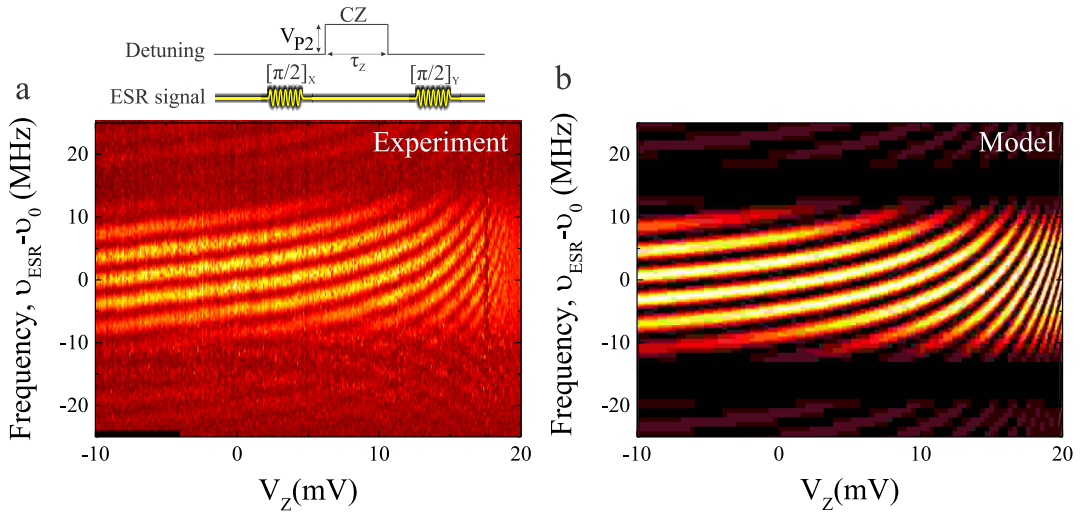 CZ
Detuning
V_P2
τ_Z
a
[π/2]_X
[π/2]_Y
b
ESR signal
Experiment
Model
Frequency, υ_ESR-υ_0 (MHz)
20
10
0
-10
-20
-10
0
10
20
V_Z(mV)
Frequency, υ_ESR-υ_0 (MHz)
20
10
0
-10
-20
-10
0
10
20
V_Z(mV)